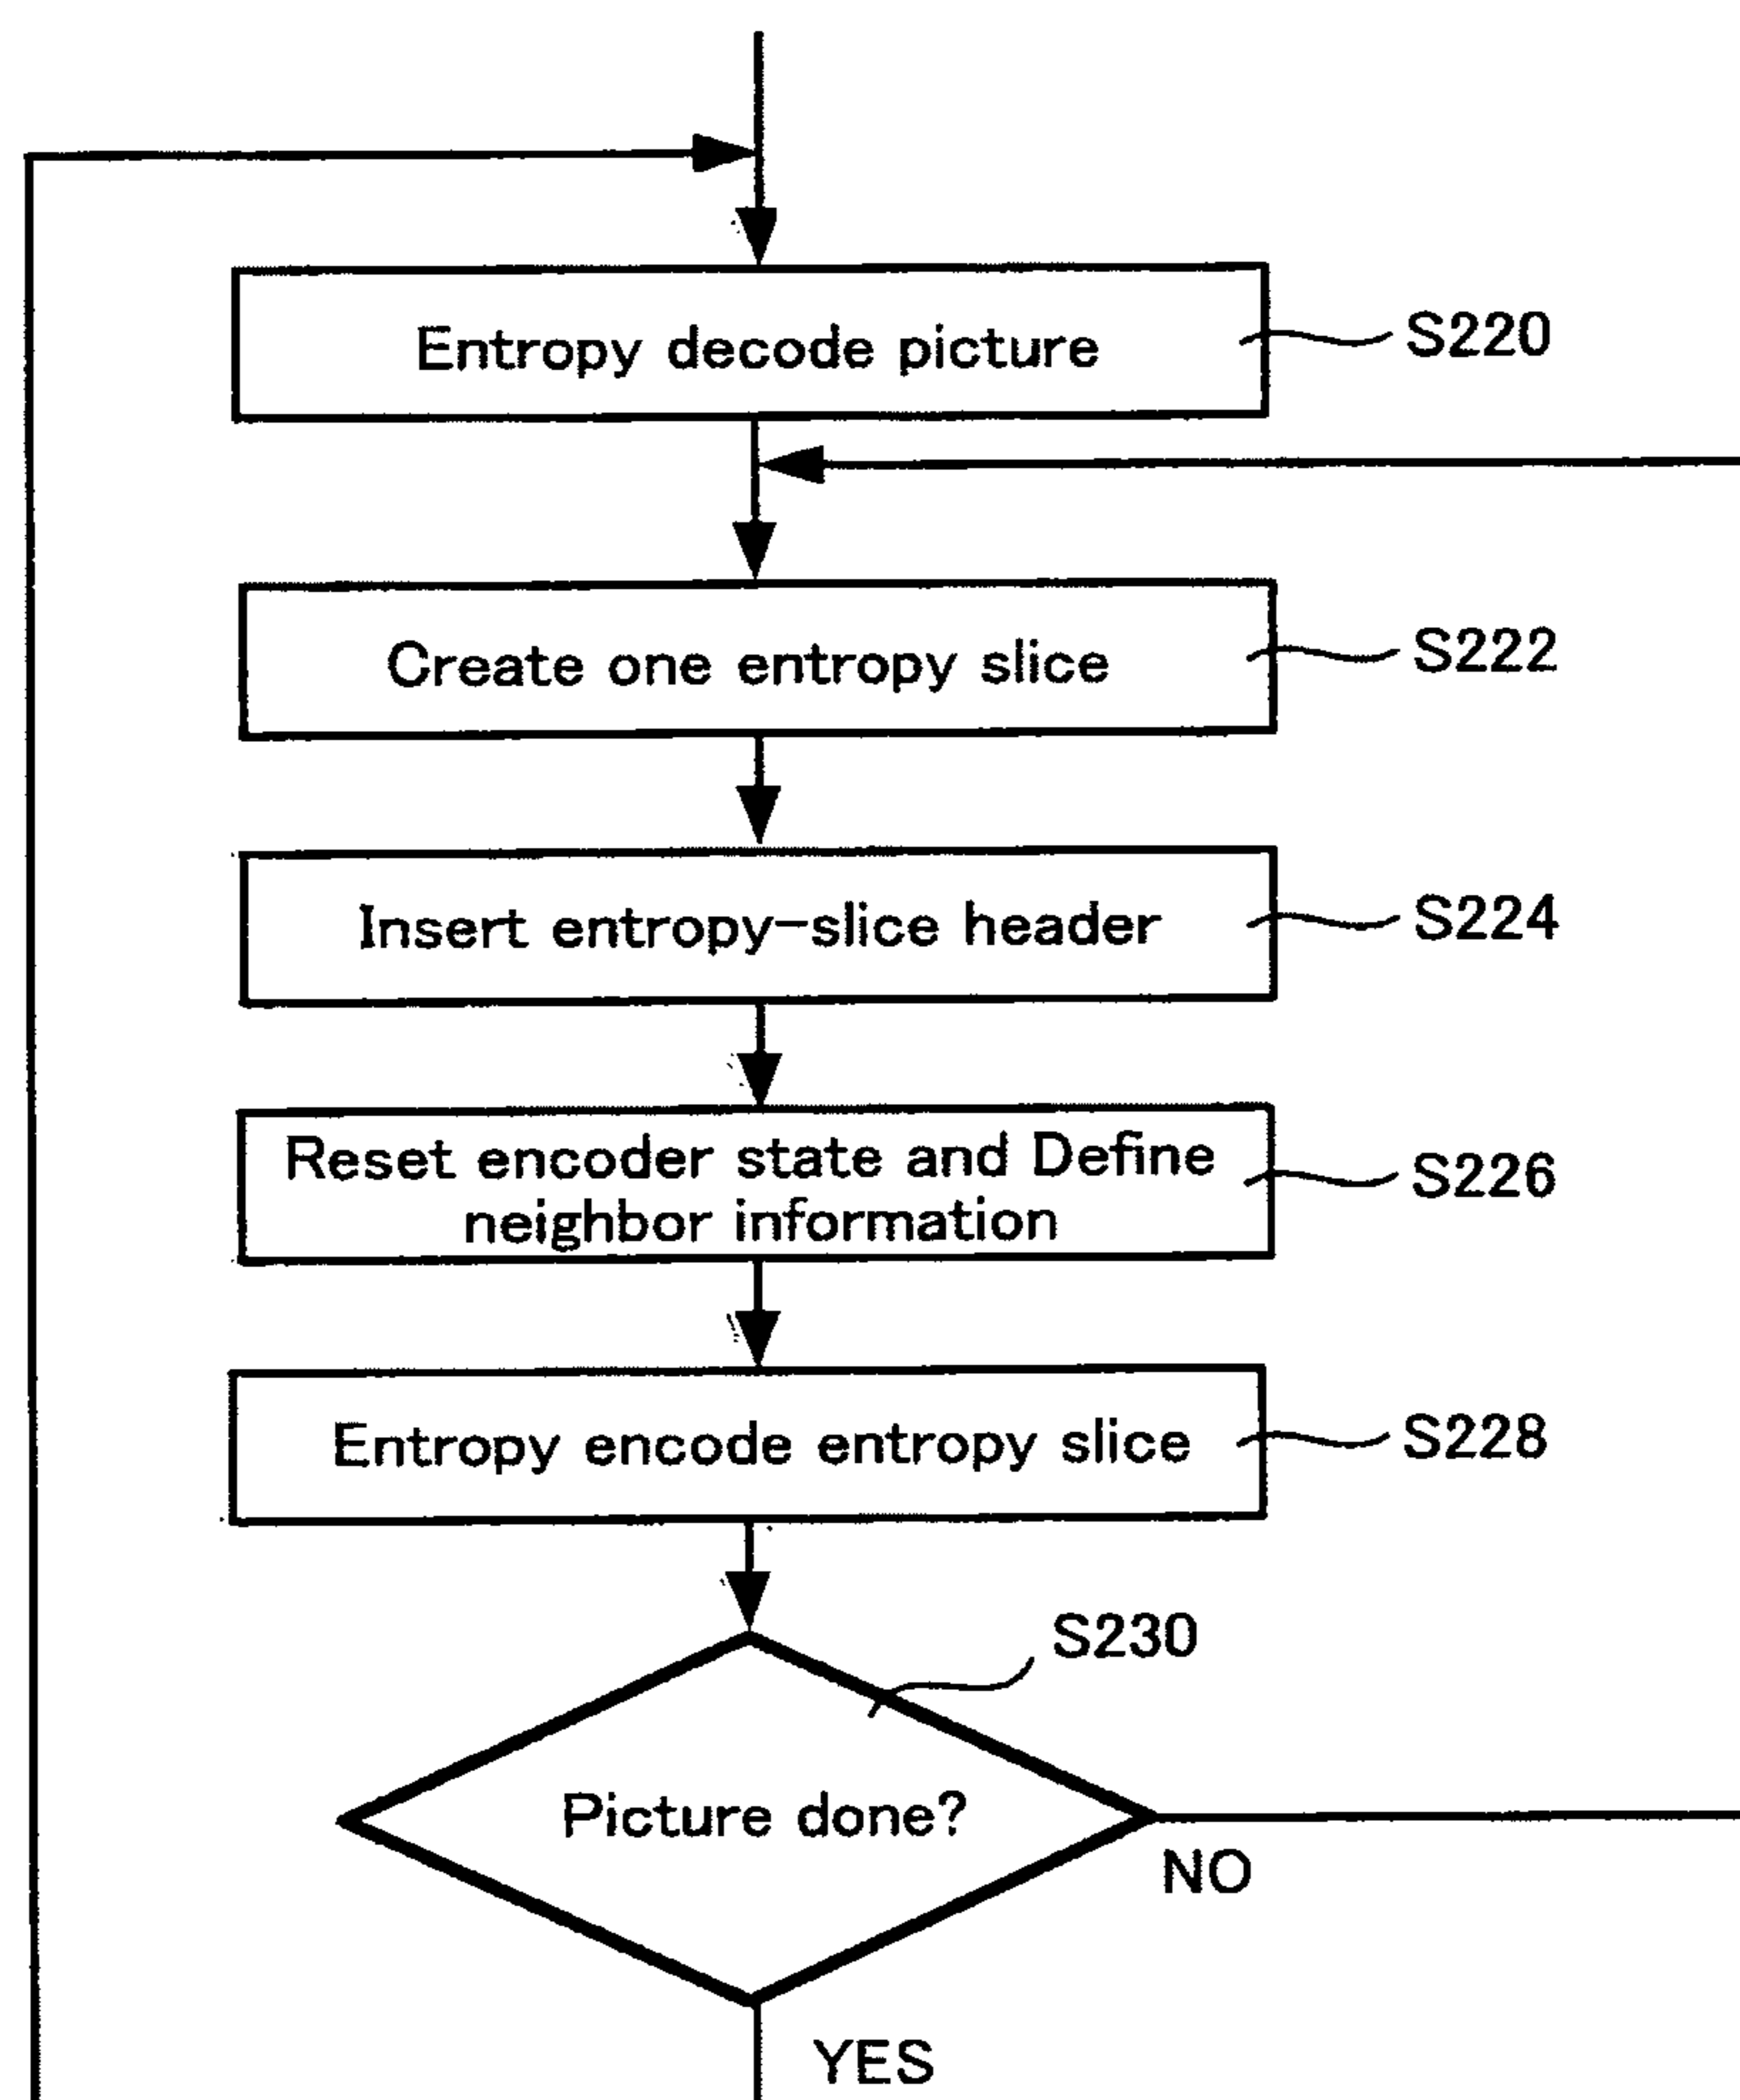 Entropy decode picture
S220
Create one entropy slice
S222
Insert entropy-slice header
S224
Reset encoder state and Define
neighbor information
S226
Entropy encode entropy slice
S228
S230
Picture done?
NO
YES